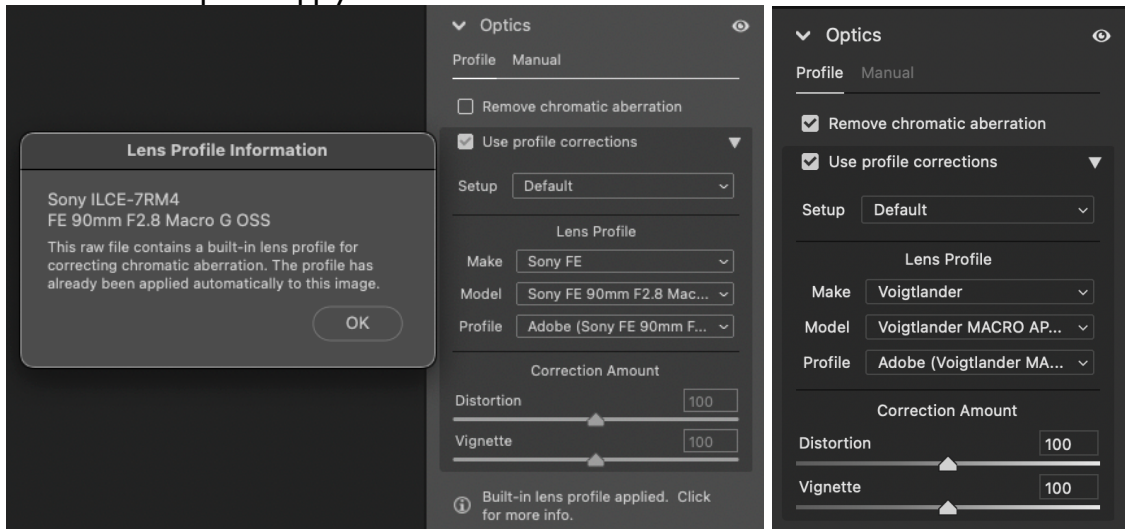 Lens Profile Information
Sony ILCE-7RM4
FE 90mm F2.8 Macro G OSS
This raw file contains a built-in lens profile for
correcting chromatic aberration. The profile has
already been applied automatically to this image.
OK
Optics
Profile Manual
Remove chromatic aberration
Use profile corrections
Setup Default
Lens Profile
Make Sony FE
Model Sony FE 90mm F2.8 Mac...
Profile Adobe (Sony FE 90mm F...
Correction Amount
Distortion 100
Vignette 100
Built-in lens profile applied. Click
for more info.
Optics
Profile Manual
Remove chromatic aberration
Use profile corrections
Setup Default
Lens Profile
Make Voigtlander
Model Voigtlander MACRO AP...
Profile Adobe (Voigtlander MA...
Correction Amount
Distortion 100
Vignette 100